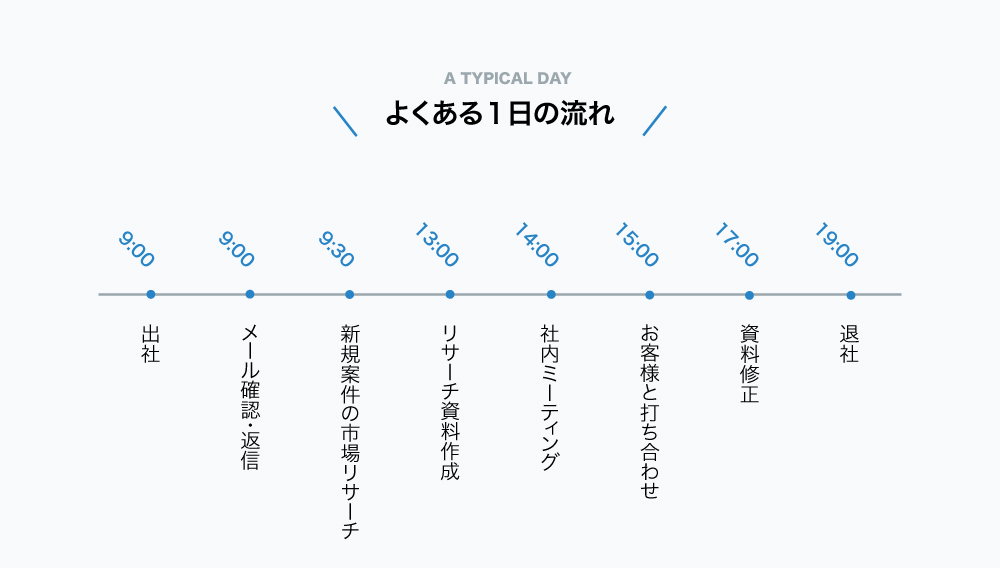 A TYPICAL DAY
よくある1日の流れ
9:00
出社
9:00
メール確認・返信
9:30
新規案件の市場リサーチ
13:00
リサーチ資料作成
14:00
社内ミーティング
15:00
お客様と打ち合わせ
17:00
資料修正
19:00
退社